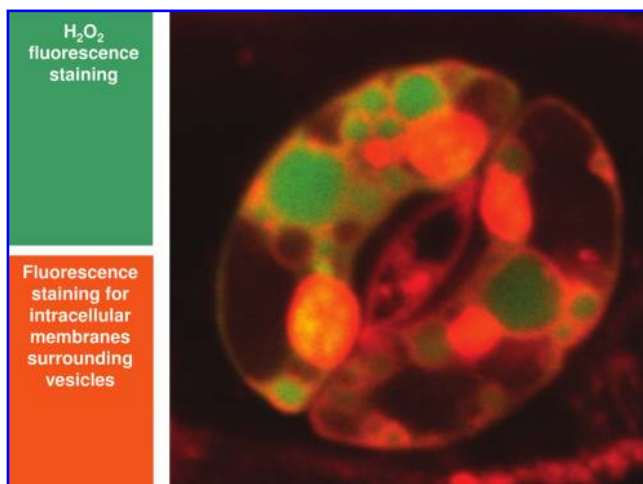 H₂O₂
fluorescence
staining
Fluorescence
staining for
intracellular
membranes
surrounding
vesicles